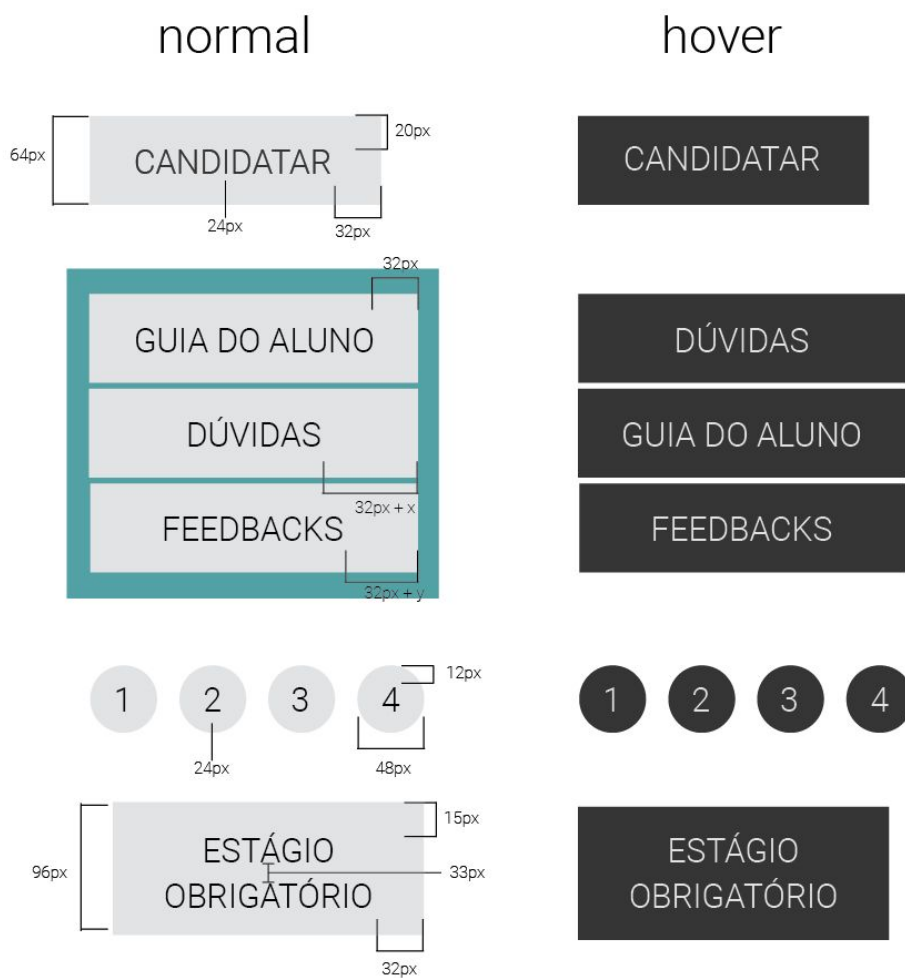 normal
hover
64px
CANDIDATAR
20px
24px
32px
CANDIDATAR
32px
GUIA DO ALUNO
DÚVIDAS
32px + x
FEEDBACKS
32px + y
DÚVIDAS
GUIA DO ALUNO
FEEDBACKS
1 2 3 4
12px
24px
48px
1 2 3 4
96px
ESTÁGIO
OBRIGATÓRIO
15px
33px
32px
ESTÁGIO
OBRIGATÓRIO